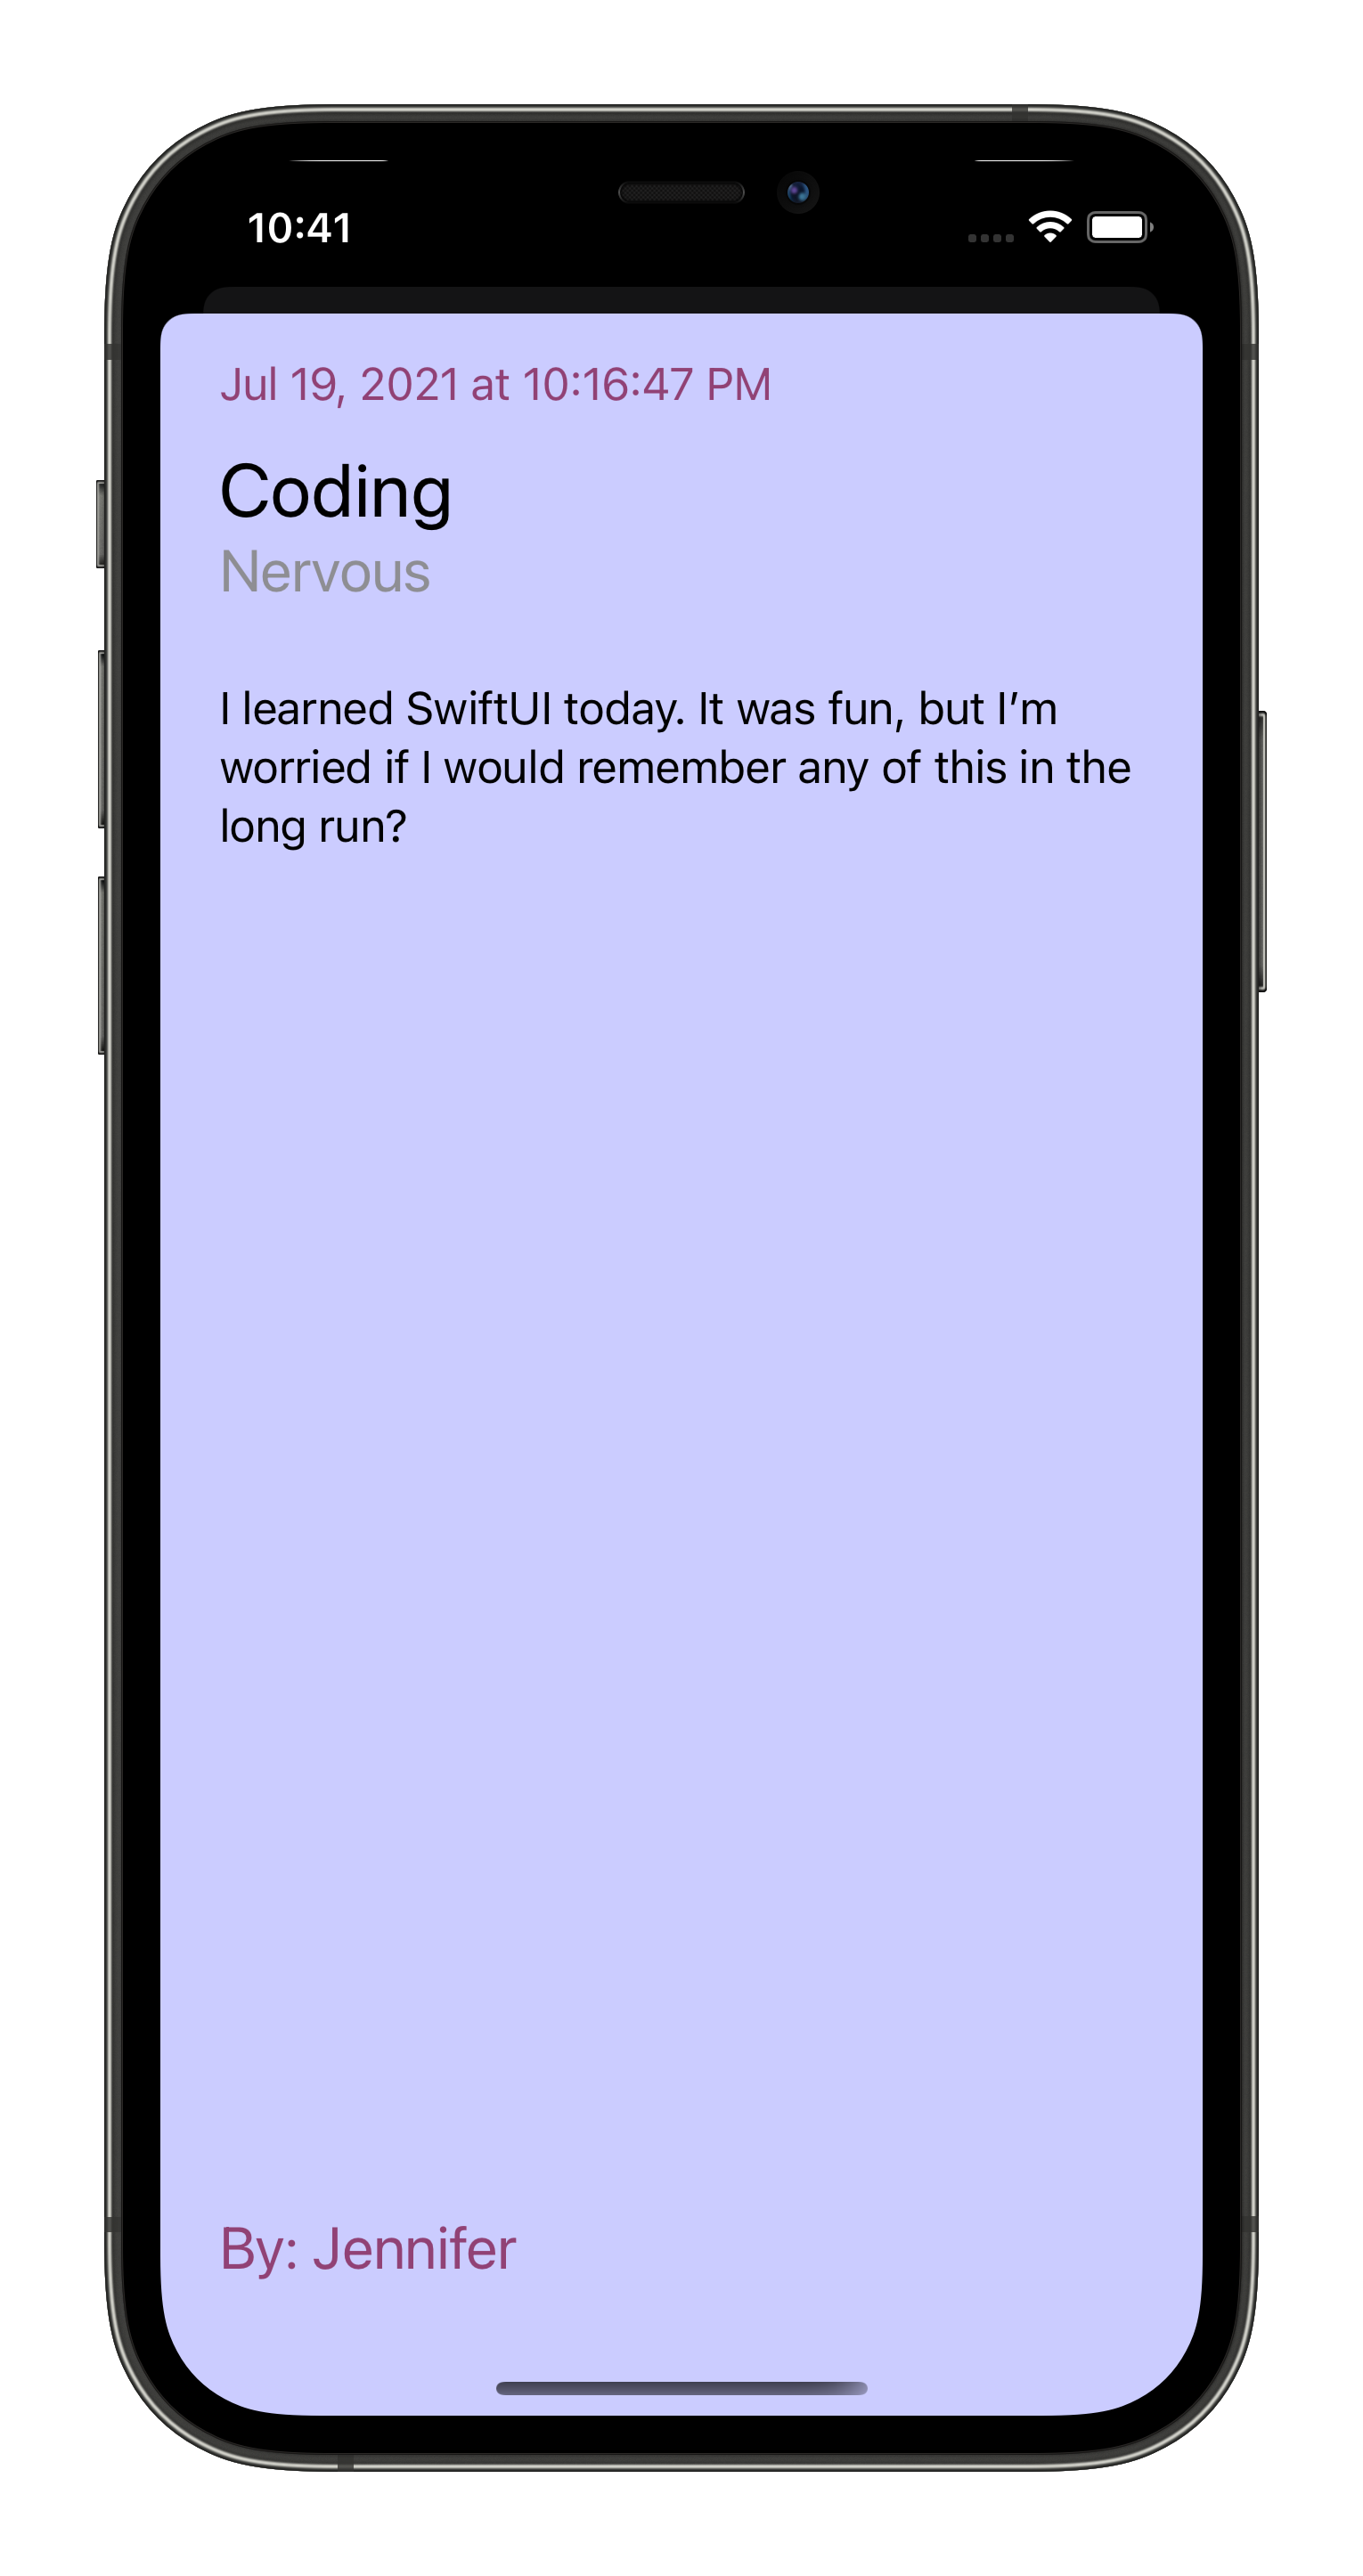 10:41
Jul 19, 2021 at 10:16:47 PM
Coding
Nervous
I learned SwiftUI today. It was fun, but I’m
worried if I would remember any of this in the
long run?
By: Jennifer